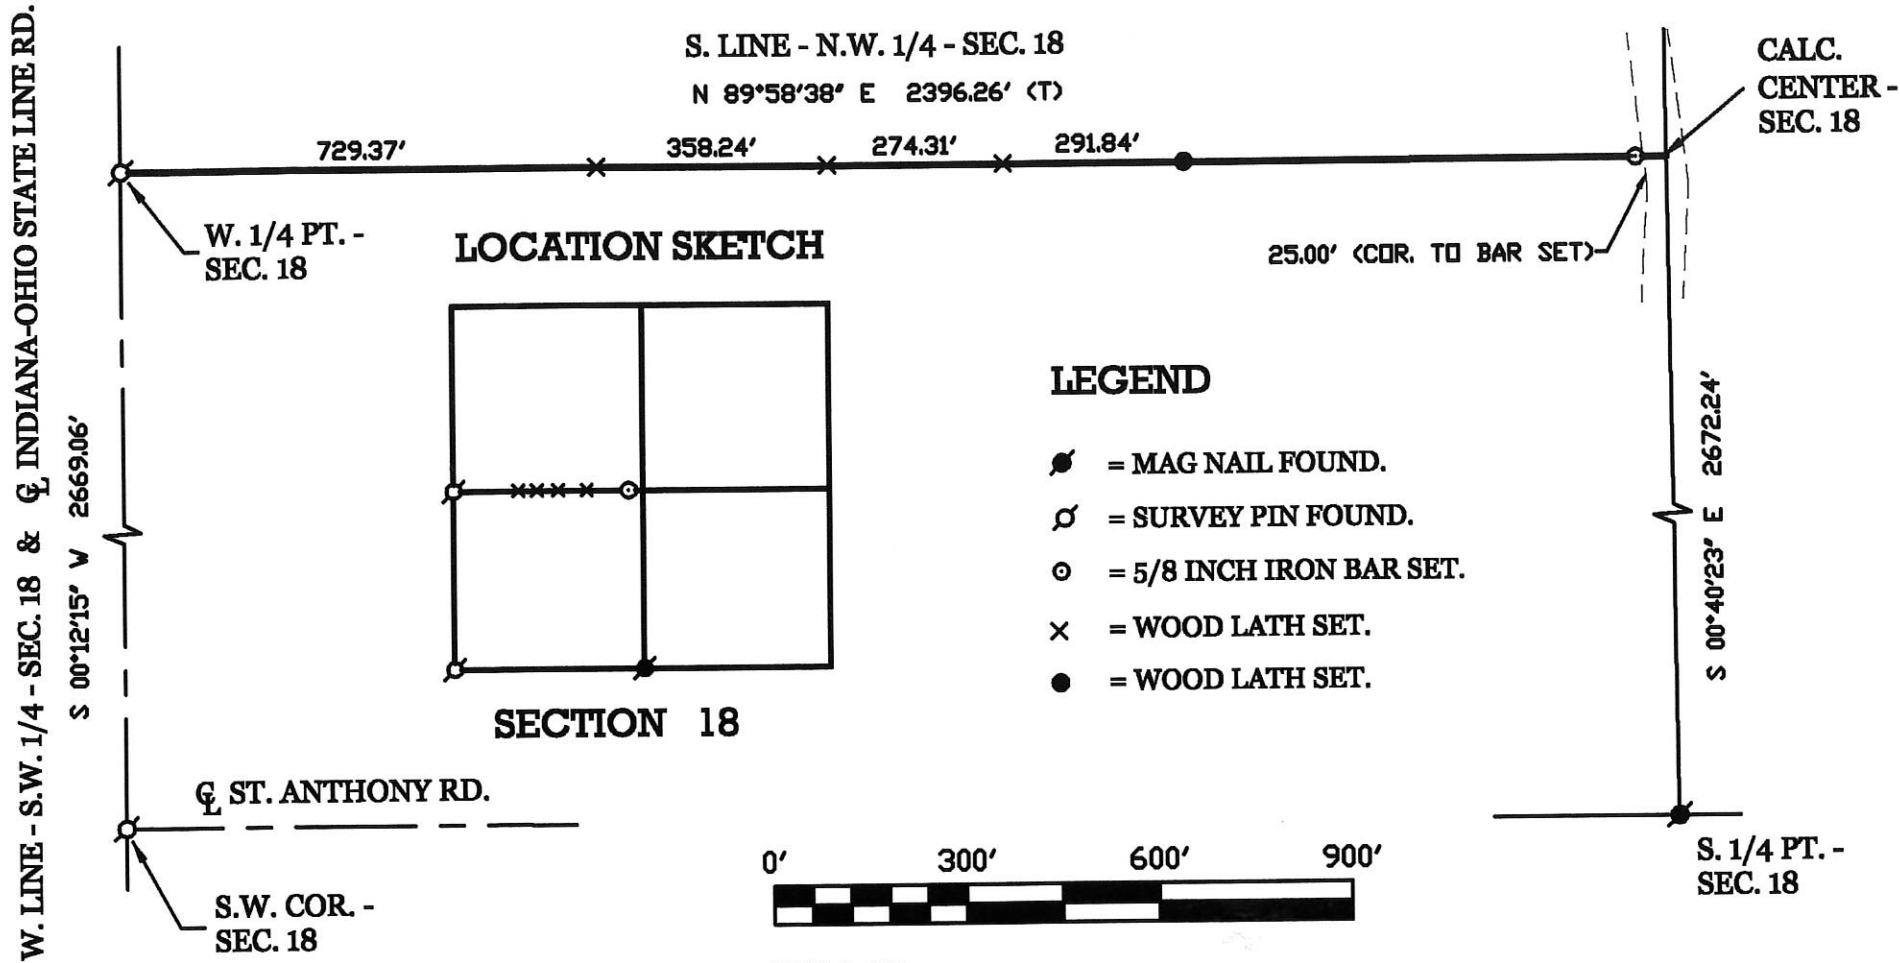 W. LINE - S.W. 1/4 - SEC. 18 & ℄ INDIANA-OHIO STATE LINE RD.
S 00°12'15" W 2669.06'
S. LINE - N.W. 1/4 - SEC. 18
N 89°58'38" E 2396.26' (T)
729.37'
358.24'
274.31'
291.84'
CALC.
CENTER -
SEC. 18
W. 1/4 PT. -
SEC. 18
25.00' (COR. TO BAR SET)
LOCATION SKETCH
SECTION 18
LEGEND
= MAG NAIL FOUND.
= SURVEY PIN FOUND.
= 5/8 INCH IRON BAR SET.
= WOOD LATH SET.
= WOOD LATH SET.
S 00°40'23" E 2672.24'
℄ ST. ANTHONY RD.
S.W. COR. -
SEC. 18
0' 300' 600' 900'
S. 1/4 PT. -
SEC. 18